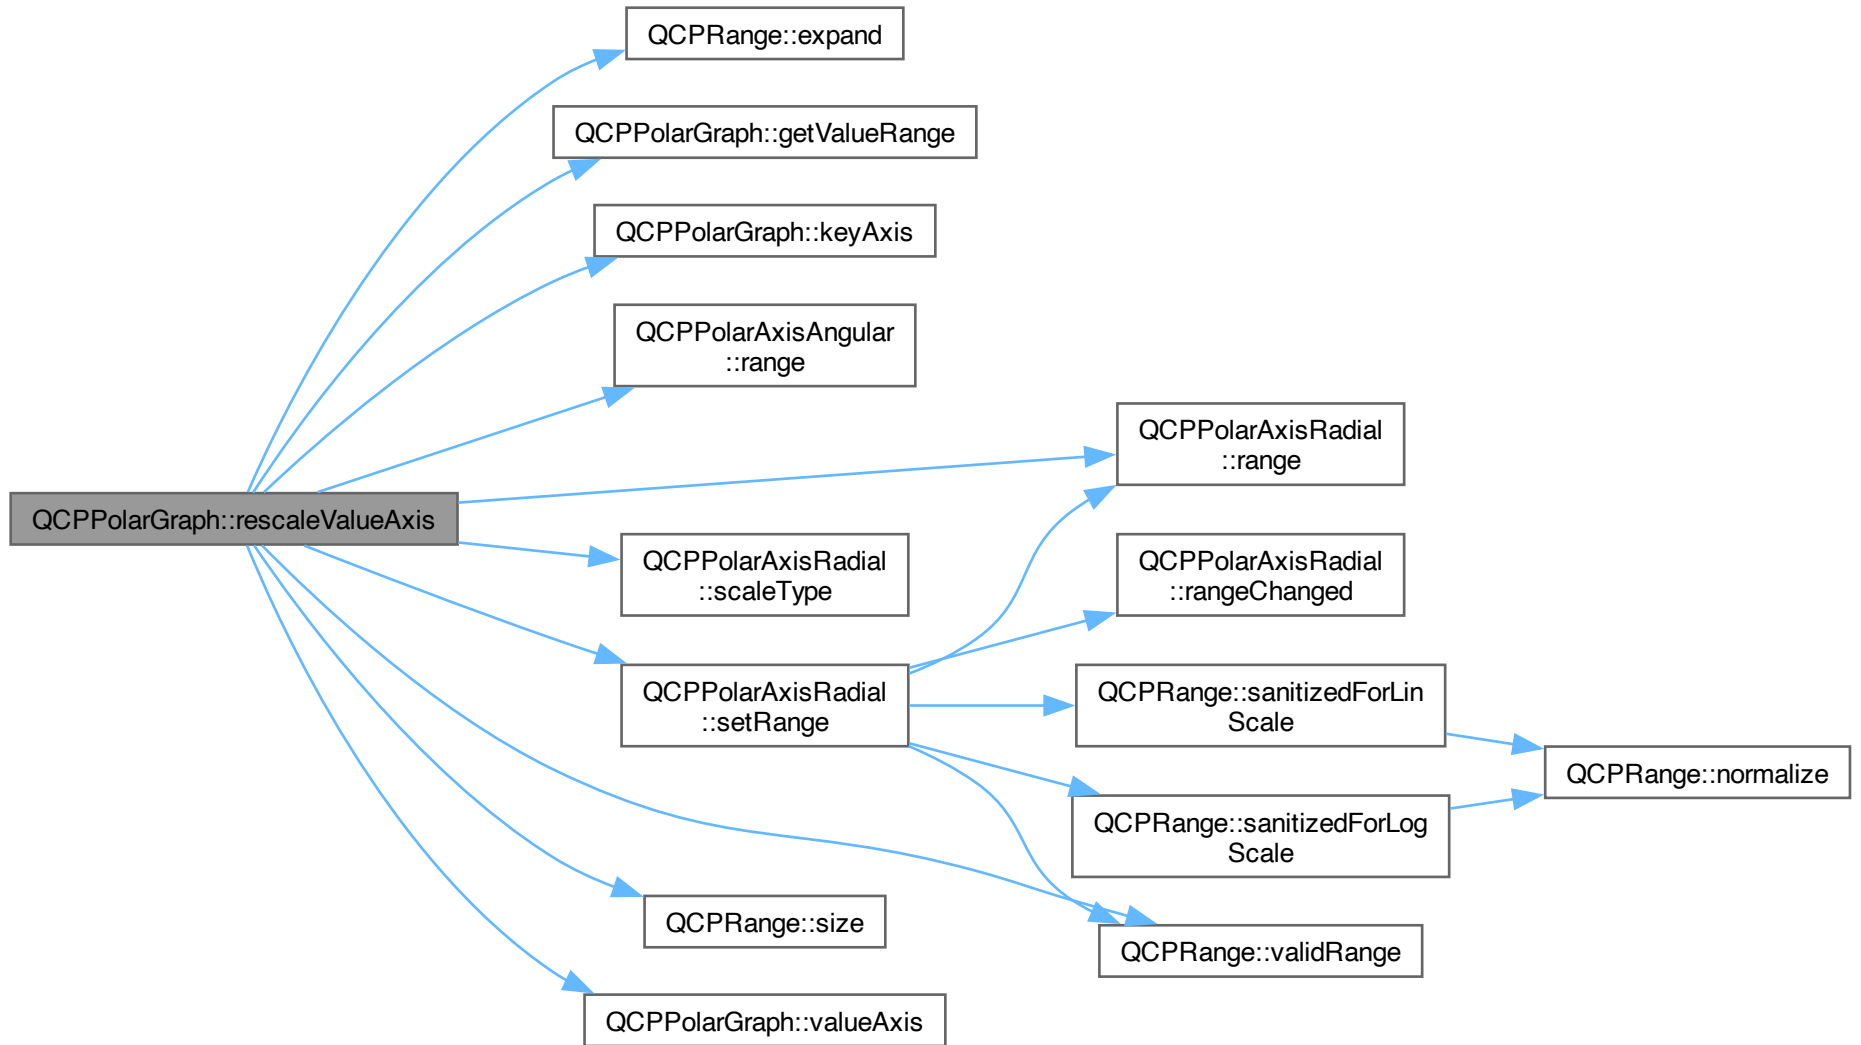 QCPRange::expand
QCPPolarGraph::getValueRange
QCPPolarGraph::keyAxis
QCPPolarAxisAngular
::range
QCPPolarAxisRadial
::range
QCPPolarGraph::rescaleValueAxis
QCPPolarAxisRadial
::scaleType
QCPPolarAxisRadial
::rangeChanged
QCPPolarAxisRadial
::setRange
QCPRange::sanitizedForLin
Scale
QCPRange::normalize
QCPRange::sanitizedForLog
Scale
QCPRange::size
QCPRange::validRange
QCPPolarGraph::valueAxis